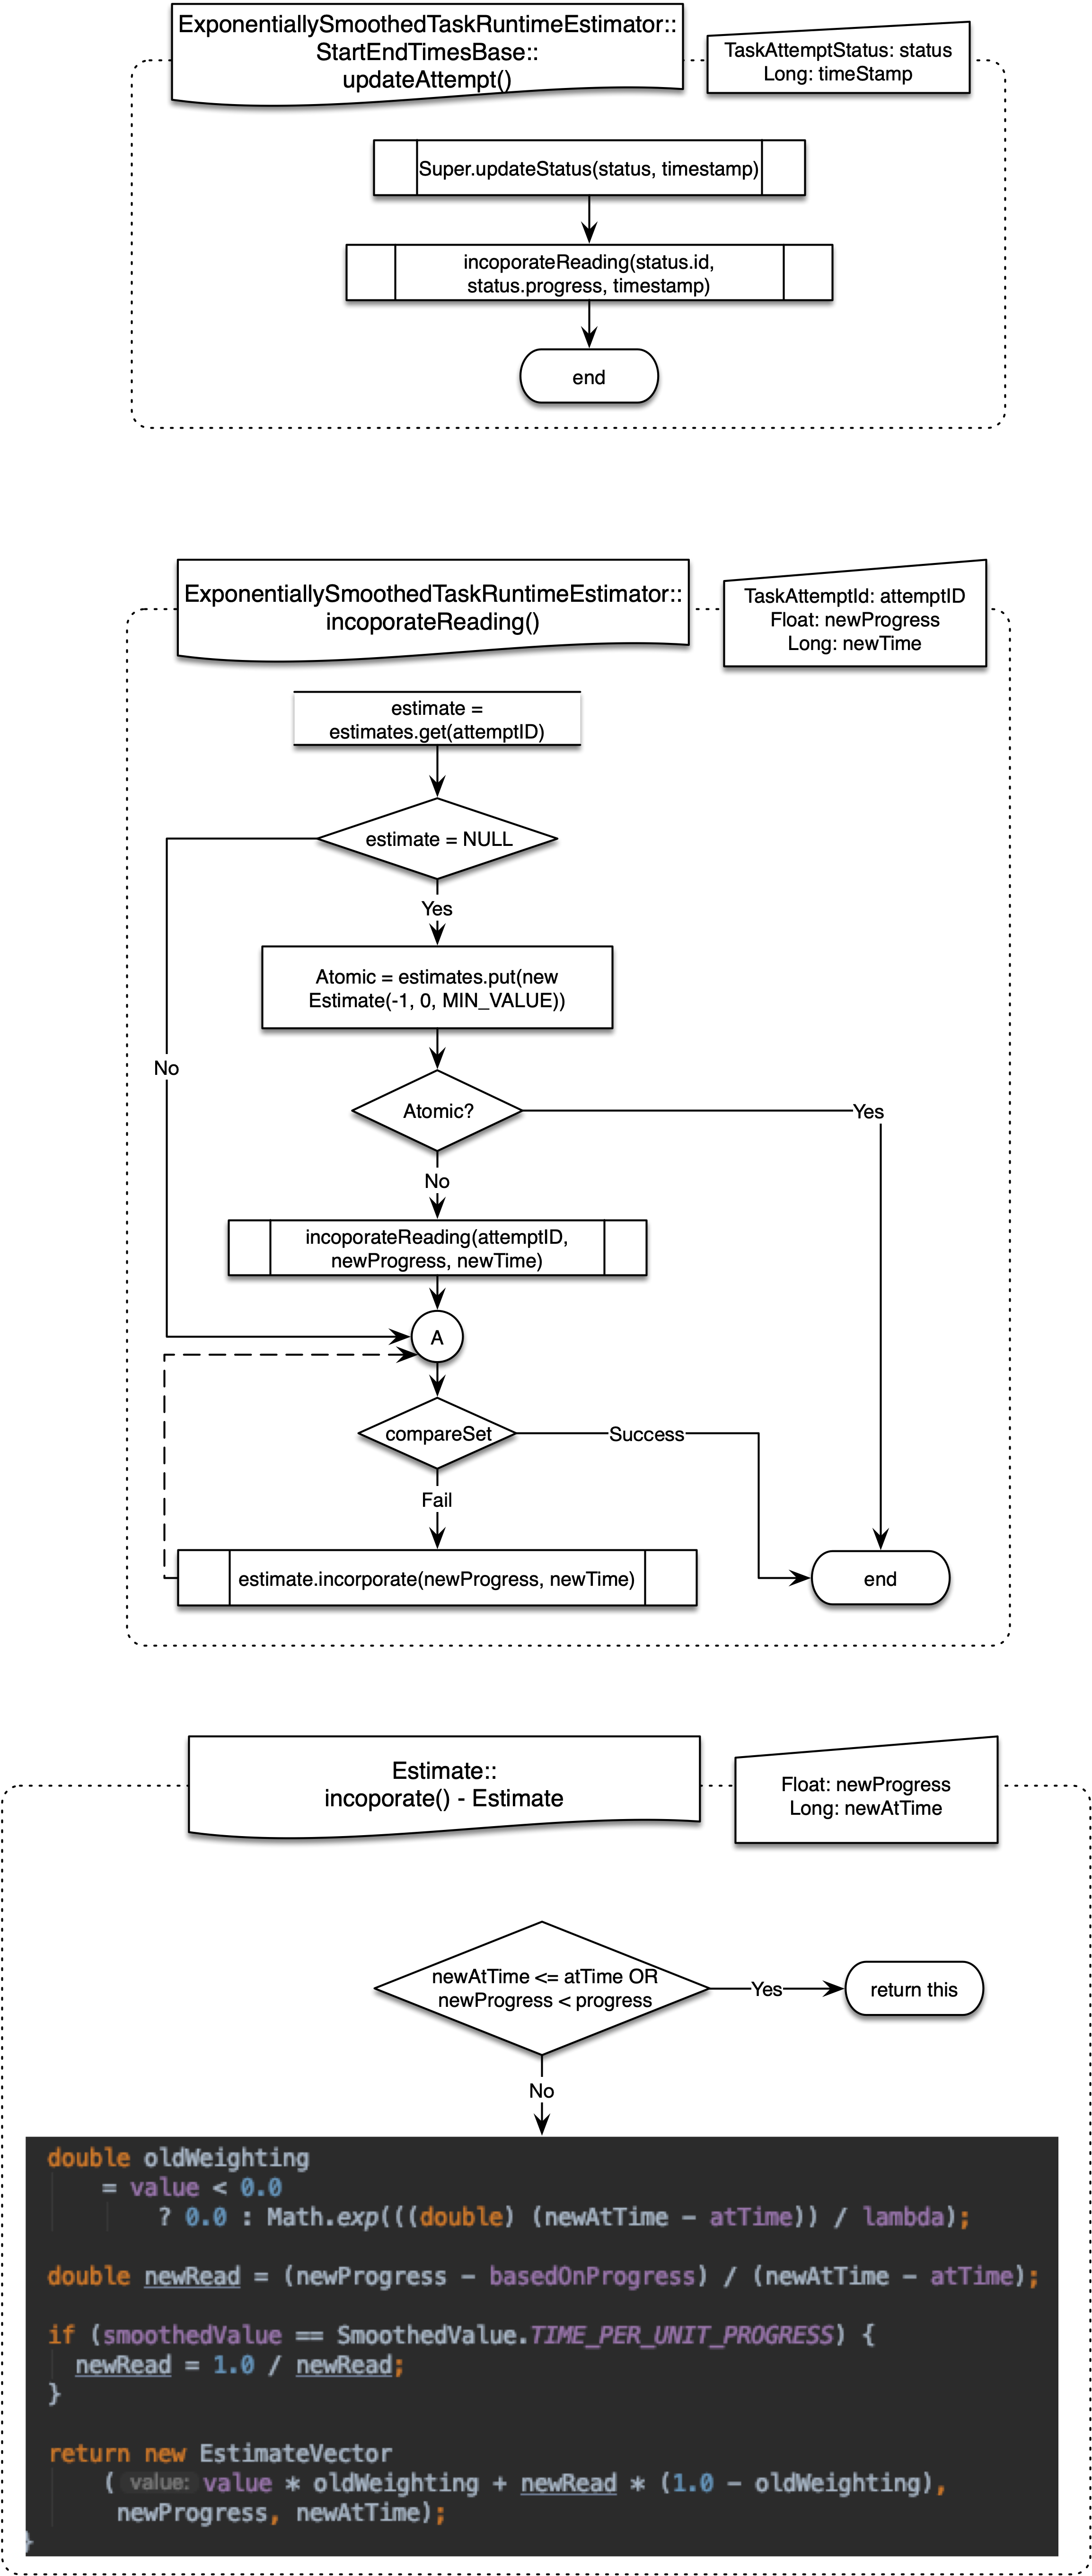 ExponentiallySmoothedTaskRuntimeEstimator::
StartEndTimesBase::
updateAttempt()
TaskAttemptStatus: status
Long: timeStamp
Super.updateStatus(status, timestamp)
incoporateReading(status.id,
status.progress, timestamp)
end
ExponentiallySmoothedTaskRuntimeEstimator::
incoporateReading()
TaskAttemptId: attemptID
Float: newProgress
Long: newTime
estimate =
estimates.get(attemptID)
estimate = NULL
Yes
Atomic = estimates.put(new
Estimate(-1, 0, MIN_VALUE))
No
Atomic?
Yes
No
incoporateReading(attemptID,
newProgress, newTime)
A
compareSet
Success
Fail
estimate.incorporate(newProgress, newTime)
end
Estimate::
incoporate() - Estimate
Float: newProgress
Long: newAtTime
newAtTime <= atTime OR
newProgress < progress
Yes
return this
No
double oldWeighting
= value < 0.0
? 0.0 : Math.exp(((double) (newAtTime - atTime)) / lambda);
double newRead = (newProgress - basedOnProgress) / (newAtTime - atTime);
if (smoothedValue == SmoothedValue.TIME_PER_UNIT_PROGRESS) {
newRead = 1.0 / newRead;
}
return new EstimateVector
( value: value * oldWeighting + newRead * (1.0 - oldWeighting),
newProgress, newAtTime);
}